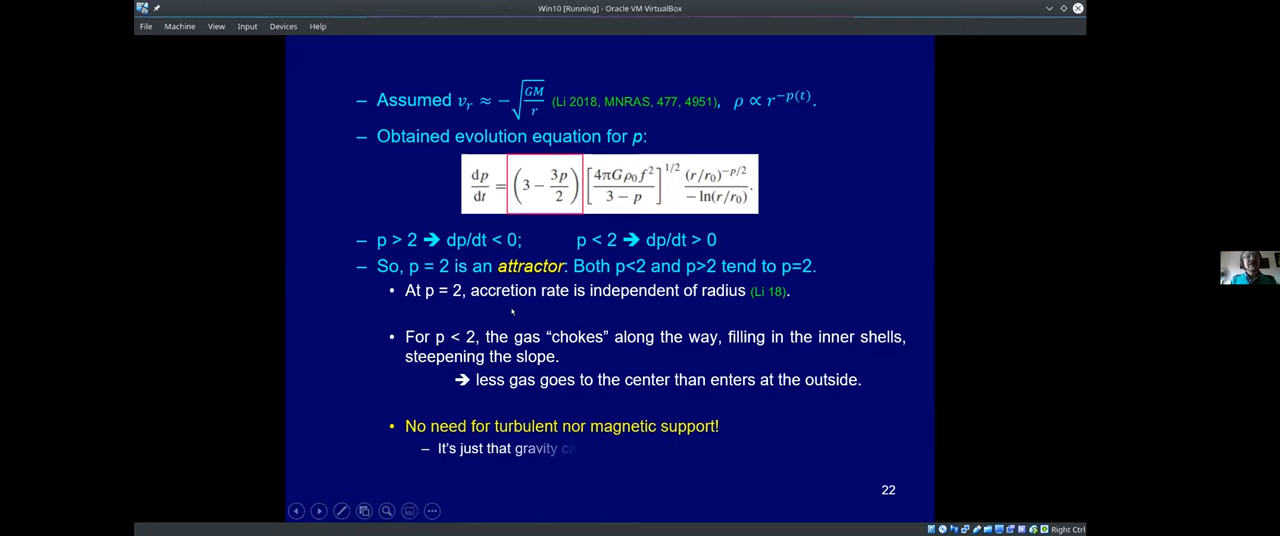 Win10 [Running] - Oracle VM VirtualBox
File Machine View Input Devices Help
– Assumed v_r ≈ −√(GM/r) (Li 2018, MNRAS, 477, 4951), ρ ∝ r^{−p(t)}.
– Obtained evolution equation for p:
dp/dt = (3 − 3p/2) [4πGρ₀f²/(3 − p)]^{1/2} (r/r₀)^{−p/2}/(− ln(r/r₀)).
– p > 2 ➔ dp/dt < 0; p < 2 ➔ dp/dt > 0
– So, p = 2 is an attractor: Both p<2 and p>2 tend to p=2.
• At p = 2, accretion rate is independent of radius (Li 18).
• For p < 2, the gas “chokes” along the way, filling in the inner shells,
steepening the slope.
➔ less gas goes to the center than enters at the outside.
• No need for turbulent nor magnetic support!
– It’s just that gravity
22
Right Ctrl